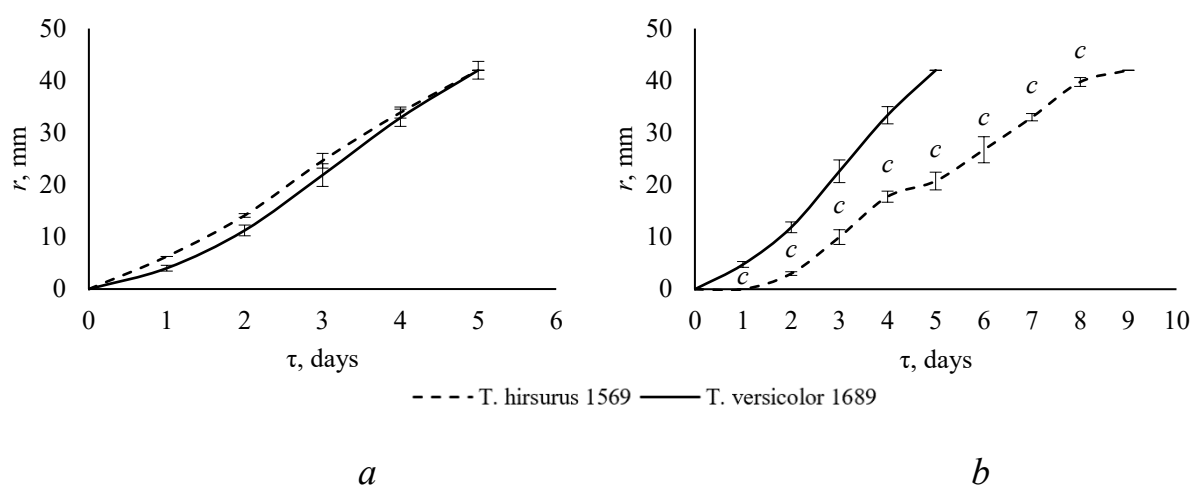 50
40
30
20
10
0
r, mm
0 1 2 3 4 5 6
τ, days
50
40
30
20
10
0
r, mm
c c c c c c c c
0 1 2 3 4 5 6 7 8 9 10
τ, days
T. hirsurus 1569 T. versicolor 1689
a b